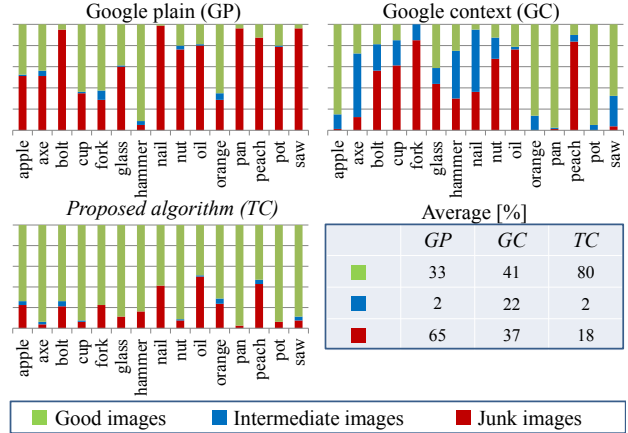 Google plain (GP)
apple axe bolt cup fork glass hammer nail nut oil orange pan peach pot saw
Google context (GC)
apple axe bolt cup fork glass hammer nail nut oil orange pan peach pot saw
Proposed algorithm (TC)
apple axe bolt cup fork glass hammer nail nut oil orange pan peach pot saw
Average [%]
GP GC TC
33 41 80
2 22 2
65 37 18
Good images Intermediate images Junk images